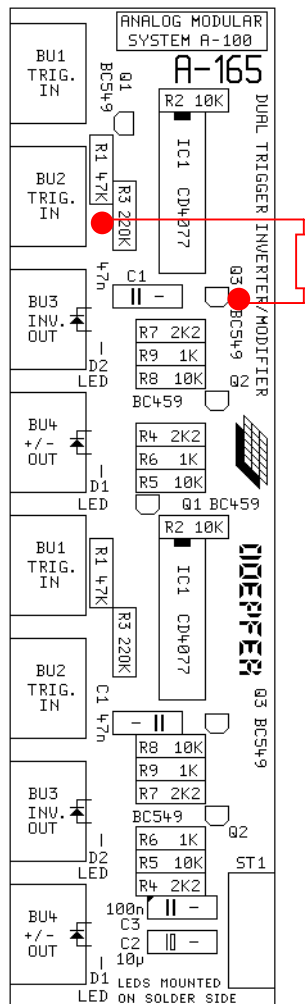 ANALOG MODULAR
SYSTEM A-100
A-165
DUAL TRIGGER INVERTER/MODIFIER
BU1
TRIG.
IN
Q1
BC549
R2 10K
IC1 CD4077
BU2
TRIG.
IN
R1 47K
R3 220K
47n
C1
Q3
BC549
BU3
INV.
OUT
D2
LED
R7 2K2
R9 1K
R8 10K
BC459
Q2
BU4
+/-
OUT
D1
LED
R4 2K2
R6 1K
R5 10K
Q1 BC459
R2 10K
BU1
TRIG.
IN
R1 47K
R3 220K
IC1 CD4077
DOEPFER
BU2
TRIG.
IN
C1 47n
Q3 BC549
R8 10K
R9 1K
R7 2K2
BU3
INV.
OUT
D2
LED
BC549
Q2
R6 1K
R5 10K
R4 2K2
ST1
BU4
+/-
OUT
D1
LED
100n
C3
C2
10µ
LEDS MOUNTED
ON SOLDER SIDE